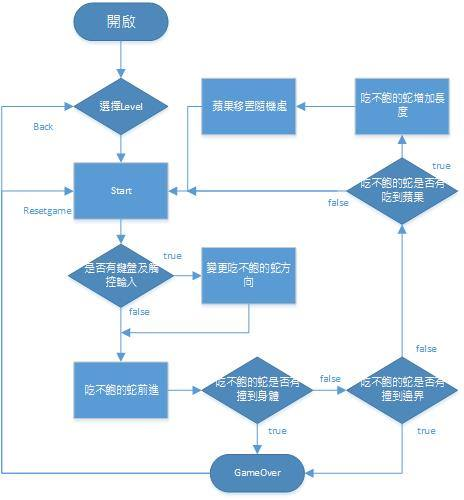 開啟
選擇Level
Back
蘋果移置隨機處
吃不飽的蛇增加長
度
Start
Resetgame
true
吃不飽的蛇是否有
吃到蘋果
false
是否有鍵盤及觸
控輸入
true
變更吃不飽的蛇方
向
false
吃不飽的蛇前進
吃不飽的蛇是否有
撞到身體
false
吃不飽的蛇是否有
撞到邊界
false
true
true
GameOver